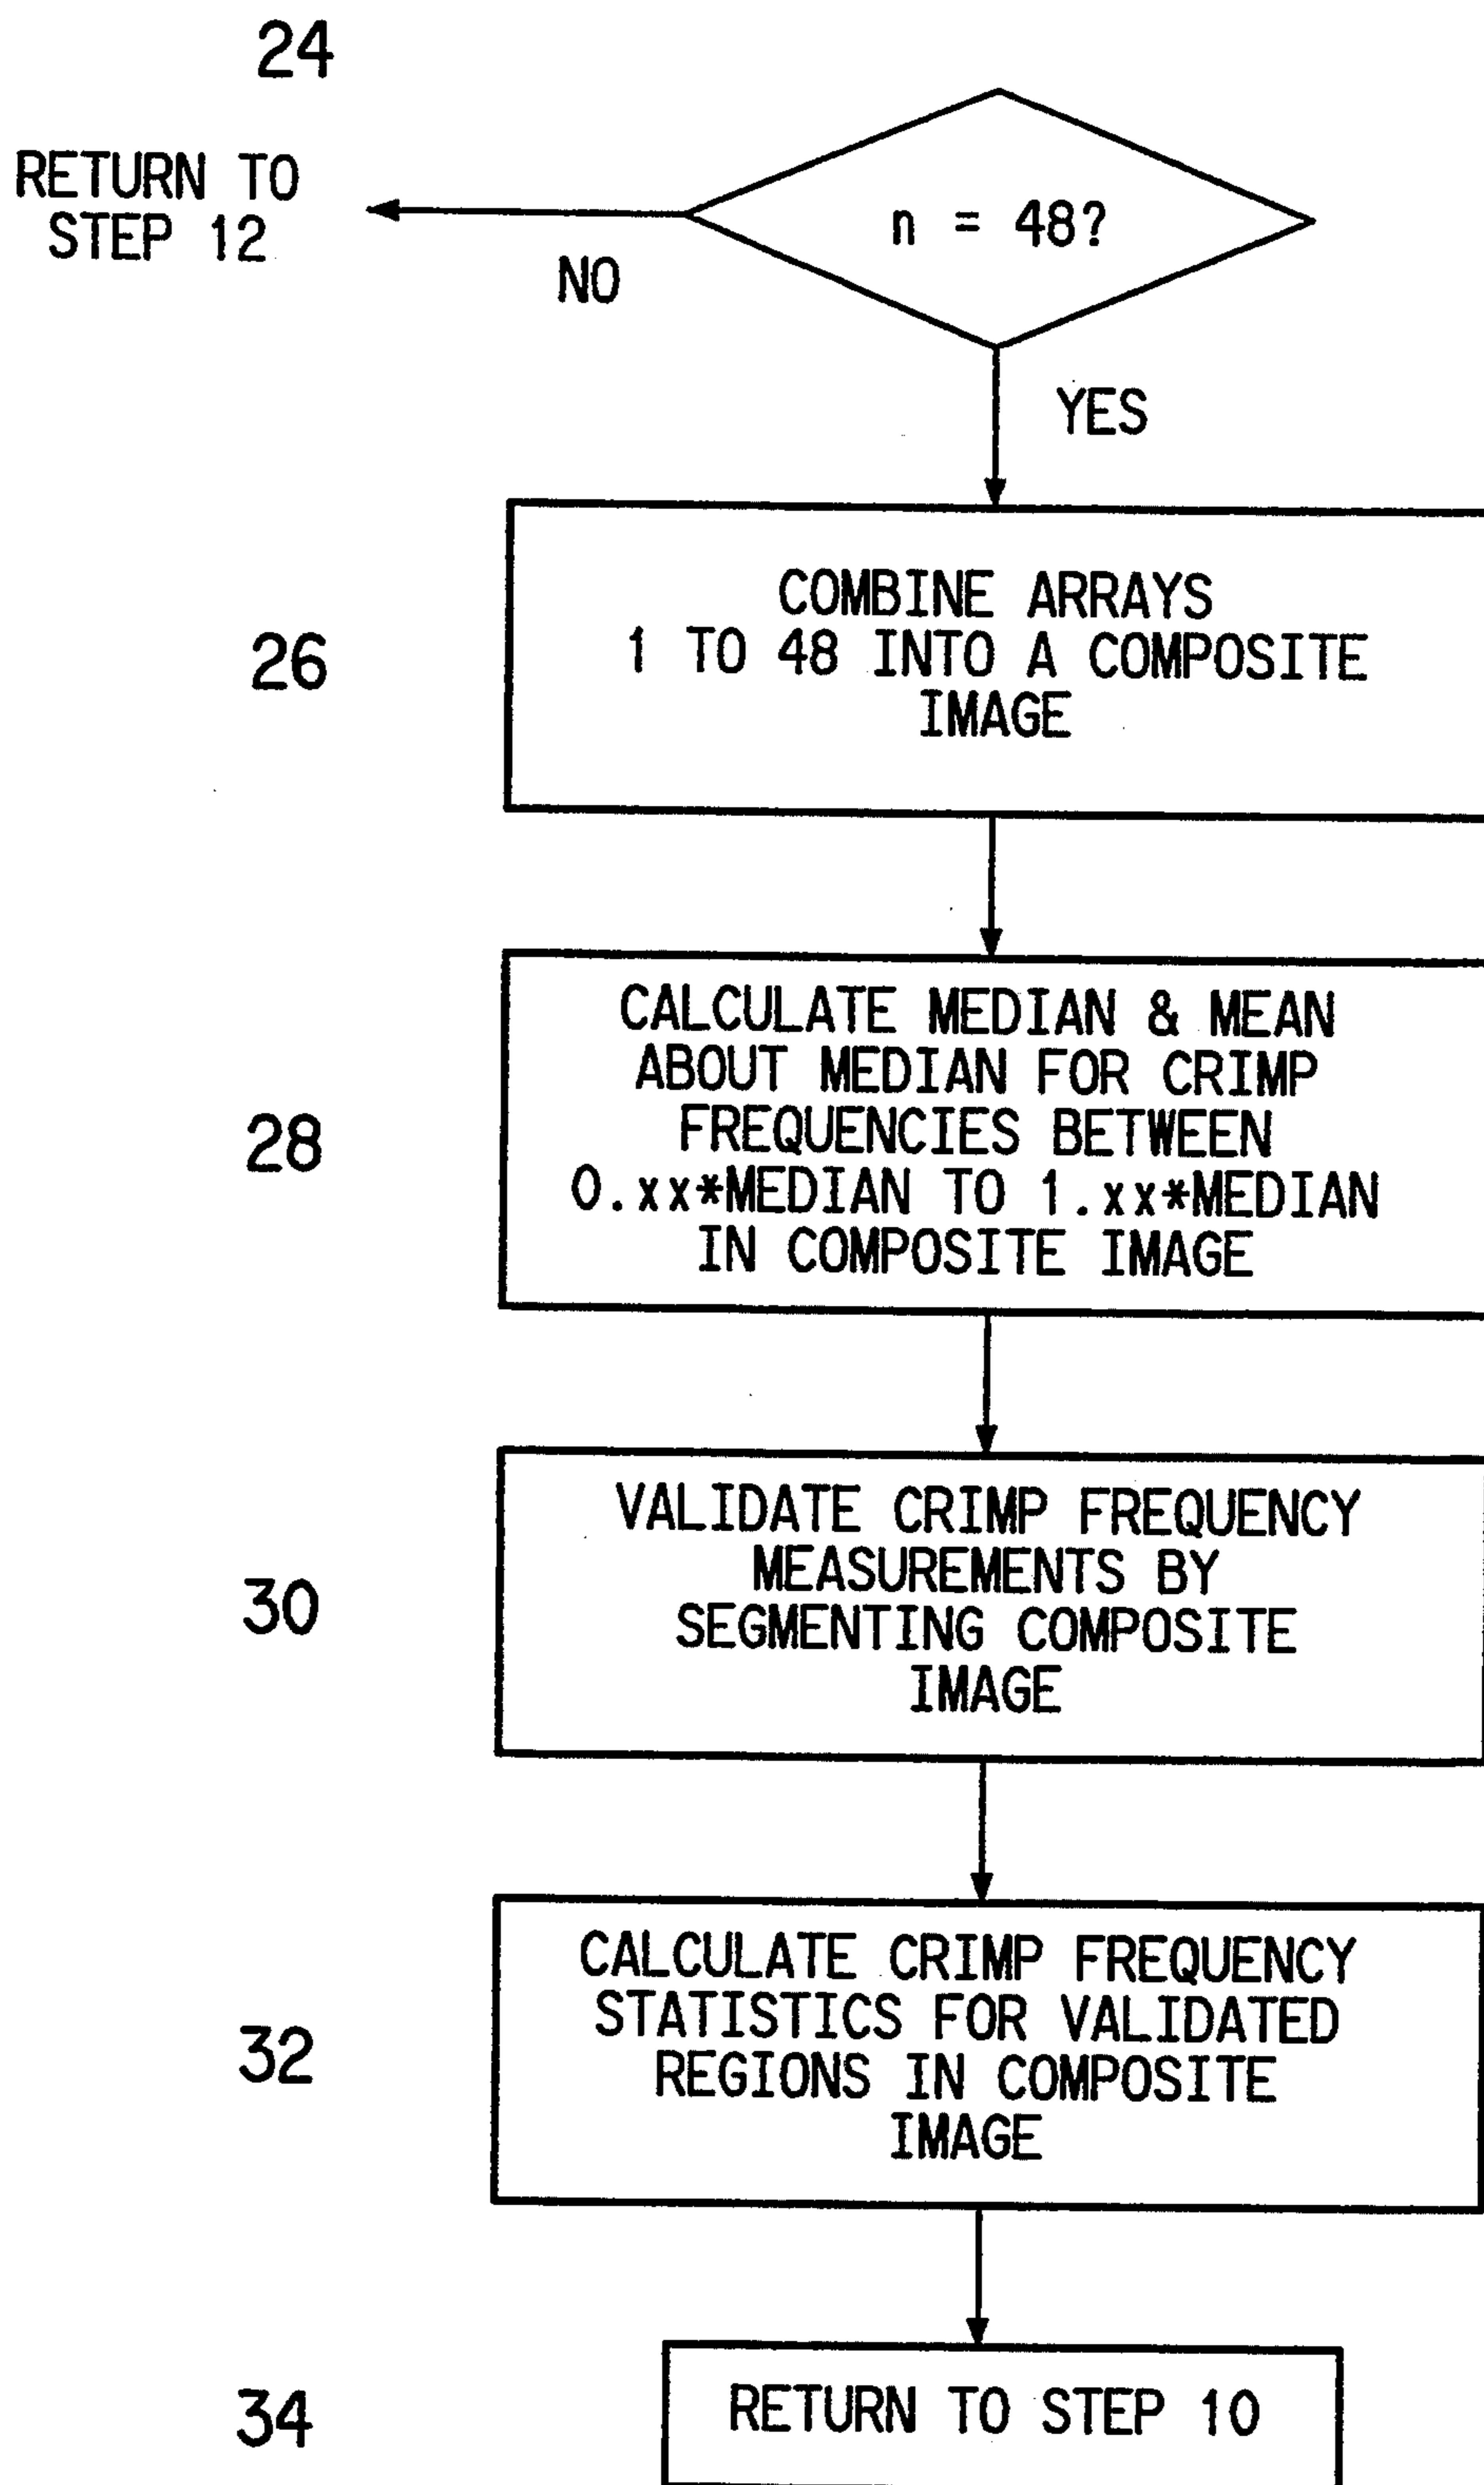 24
RETURN TO
STEP 12
n = 48?
NO
YES
26
COMBINE ARRAYS
1 TO 48 INTO A COMPOSITE
IMAGE
28
CALCULATE MEDIAN & MEAN
ABOUT MEDIAN FOR CRIMP
FREQUENCIES BETWEEN
0.xx*MEDIAN TO 1.xx*MEDIAN
IN COMPOSITE IMAGE
30
VALIDATE CRIMP FREQUENCY
MEASUREMENTS BY
SEGMENTING COMPOSITE
IMAGE
32
CALCULATE CRIMP FREQUENCY
STATISTICS FOR VALIDATED
REGIONS IN COMPOSITE
IMAGE
34
RETURN TO STEP 10